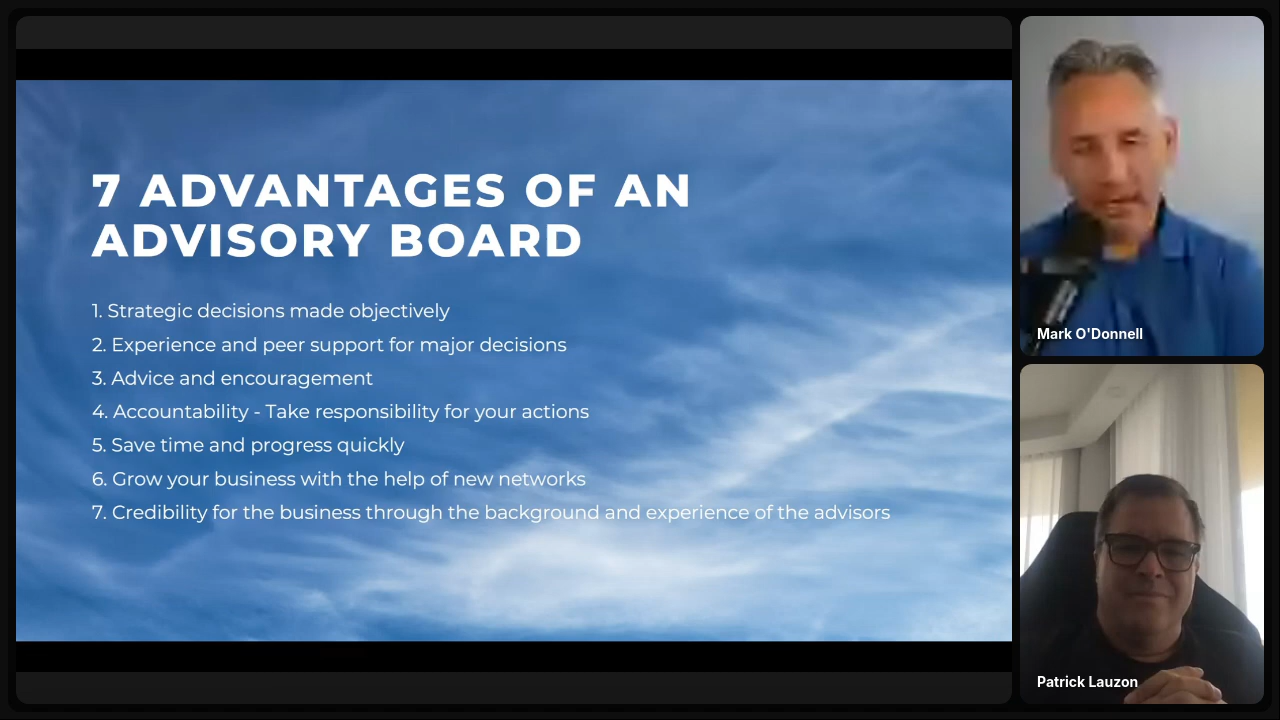 7 ADVANTAGES OF AN
ADVISORY BOARD
1. Strategic decisions made objectively
2. Experience and peer support for major decisions
3. Advice and encouragement
4. Accountability - Take responsibility for your actions
5. Save time and progress quickly
6. Grow your business with the help of new networks
7. Credibility for the business through the background and experience of the advisors
Mark O'Donnell
Patrick Lauzon